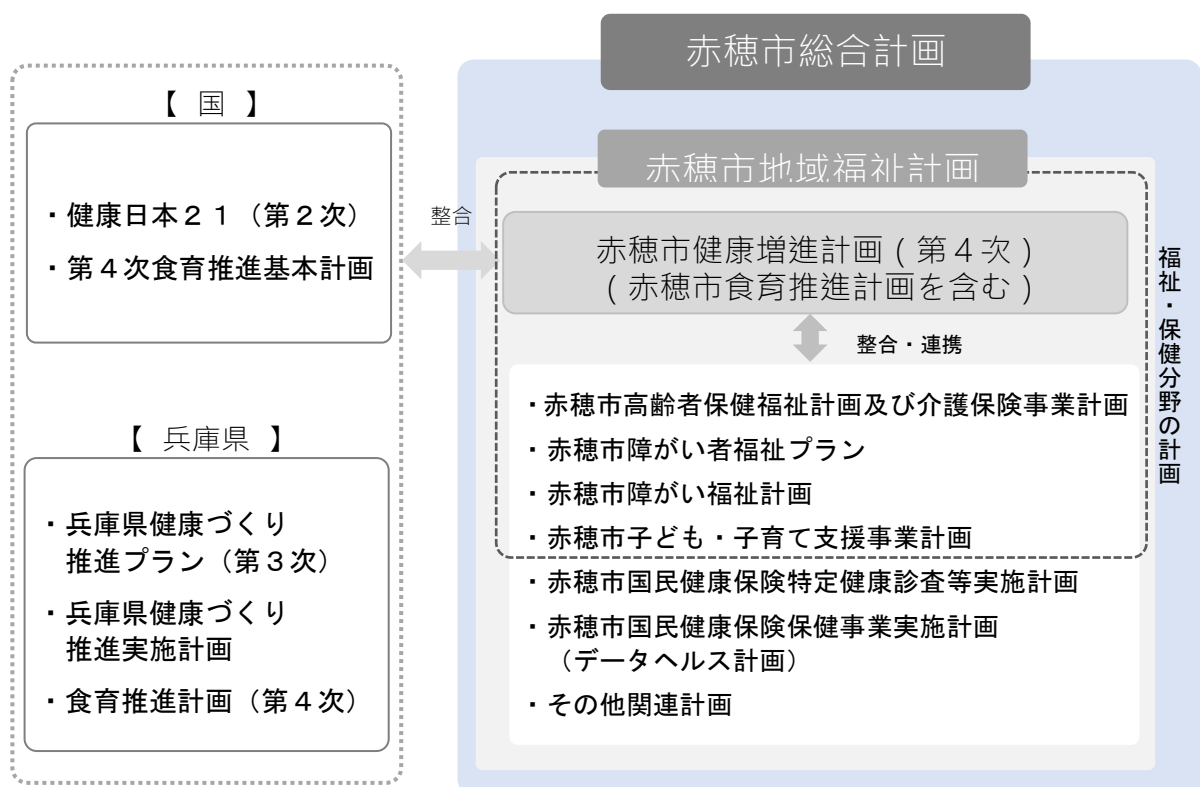 赤穂市総合計画
【 国 】
・健康日本２１（第２次）
・第４次食育推進基本計画
【 兵庫県 】
・兵庫県健康づくり
推進プラン（第３次）
・兵庫県健康づくり
推進実施計画
・食育推進計画（第４次）
整合
赤穂市地域福祉計画
赤穂市健康増進計画（第４次）
（赤穂市食育推進計画を含む）
整合・連携
・赤穂市高齢者保健福祉計画及び介護保険事業計画
・赤穂市障がい者福祉プラン
・赤穂市障がい福祉計画
・赤穂市子ども・子育て支援事業計画
・赤穂市国民健康保険特定健康診査等実施計画
・赤穂市国民健康保険保健事業実施計画
（データヘルス計画）
・その他関連計画
福祉・保健分野の計画